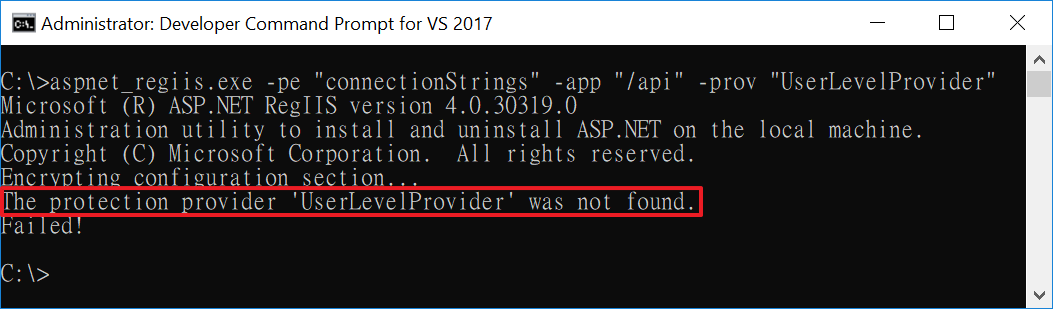 Administrator: Developer Command Prompt for VS 2017
C:\>aspnet_regiis.exe -pe "connectionStrings" -app "/api" -prov "UserLevelProvider"
Microsoft (R) ASP.NET RegIIS version 4.0.30319.0
Administration utility to install and uninstall ASP.NET on the local machine.
Copyright (C) Microsoft Corporation.  All rights reserved.
Encrypting configuration section...
The protection provider 'UserLevelProvider' was not found.
Failed!
C:\>